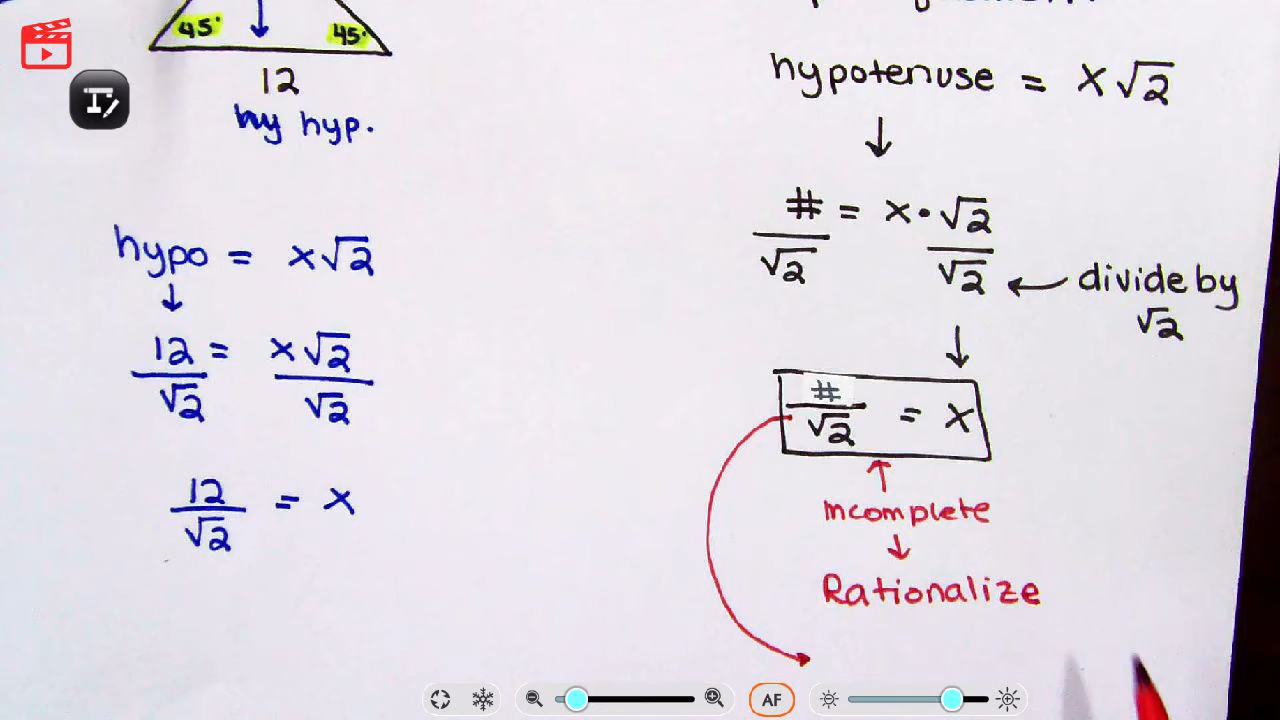 45° 45°
12
hy hyp.
hypo = x√2
↓
12/√2 = x√2/√2
12/√2 = x
hypotenuse = x√2
↓
#/√2 = x·√2/√2 ← divide by √2
↓
#/√2 = x
↑
Incomplete
↓
Rationalize
AF